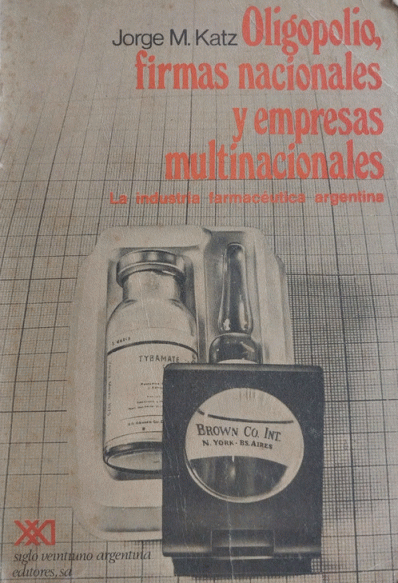 Jorge M. Katz Oligopolio,
firmas nacionales
y empresas
multinacionales
La industria farmacéutica argentina
TYBAMATE
BROWN CO. INT.
N. YORK - BS. AIRES
siglo veintiuno argentina
editores, sa